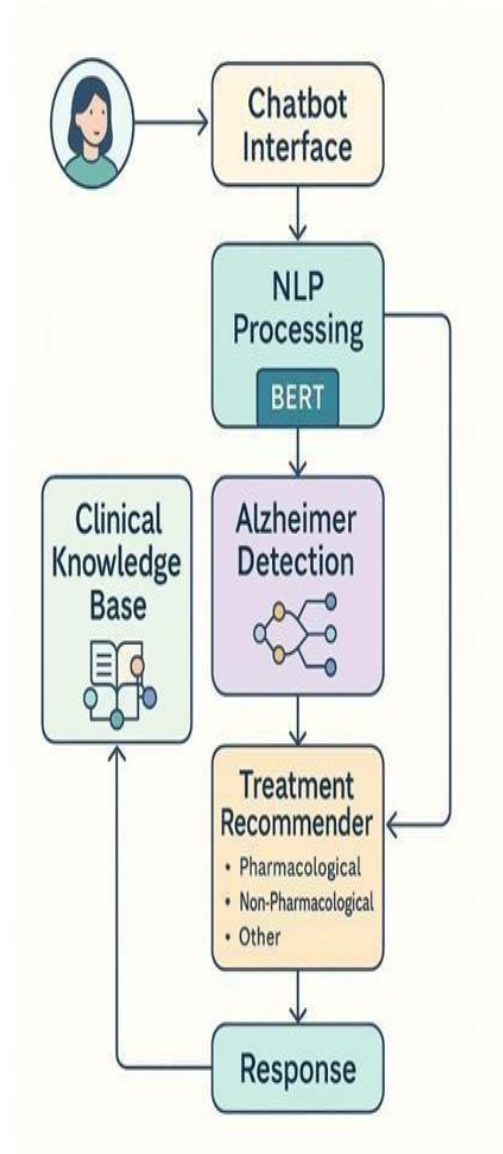 Chatbot
Interface
NLP
Processing
BERT
Clinical
Knowledge
Base
Alzheimer
Detection
Treatment
Recommender
• Pharmacological
• Non-Pharmacological
• Other
Response